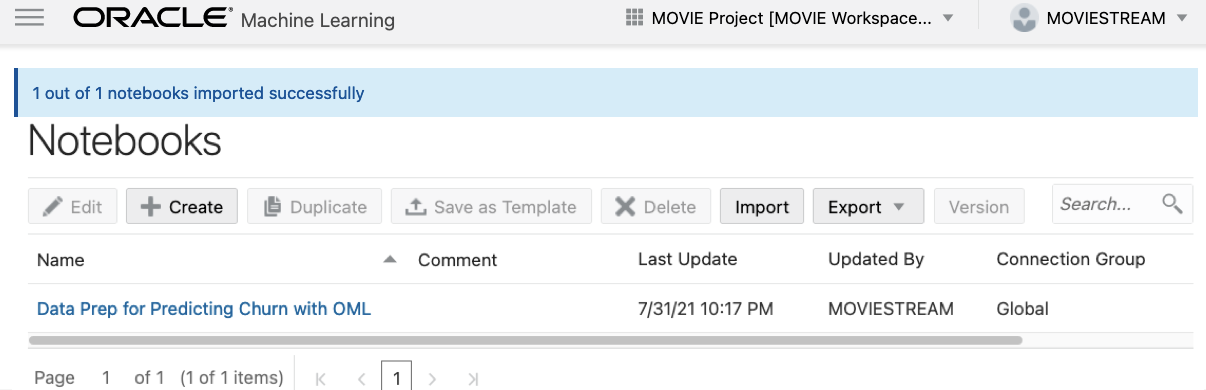 ORACLE® Machine Learning
MOVIE Project [MOVIE Workspace...
MOVIESTREAM
1 out of 1 notebooks imported successfully
Notebooks
Edit Create Duplicate Save as Template Delete Import Export Version Search...
Name Comment Last Update Updated By Connection Group
Data Prep for Predicting Churn with OML 7/31/21 10:17 PM MOVIESTREAM Global
Page 1 of 1 (1 of 1 items) 1